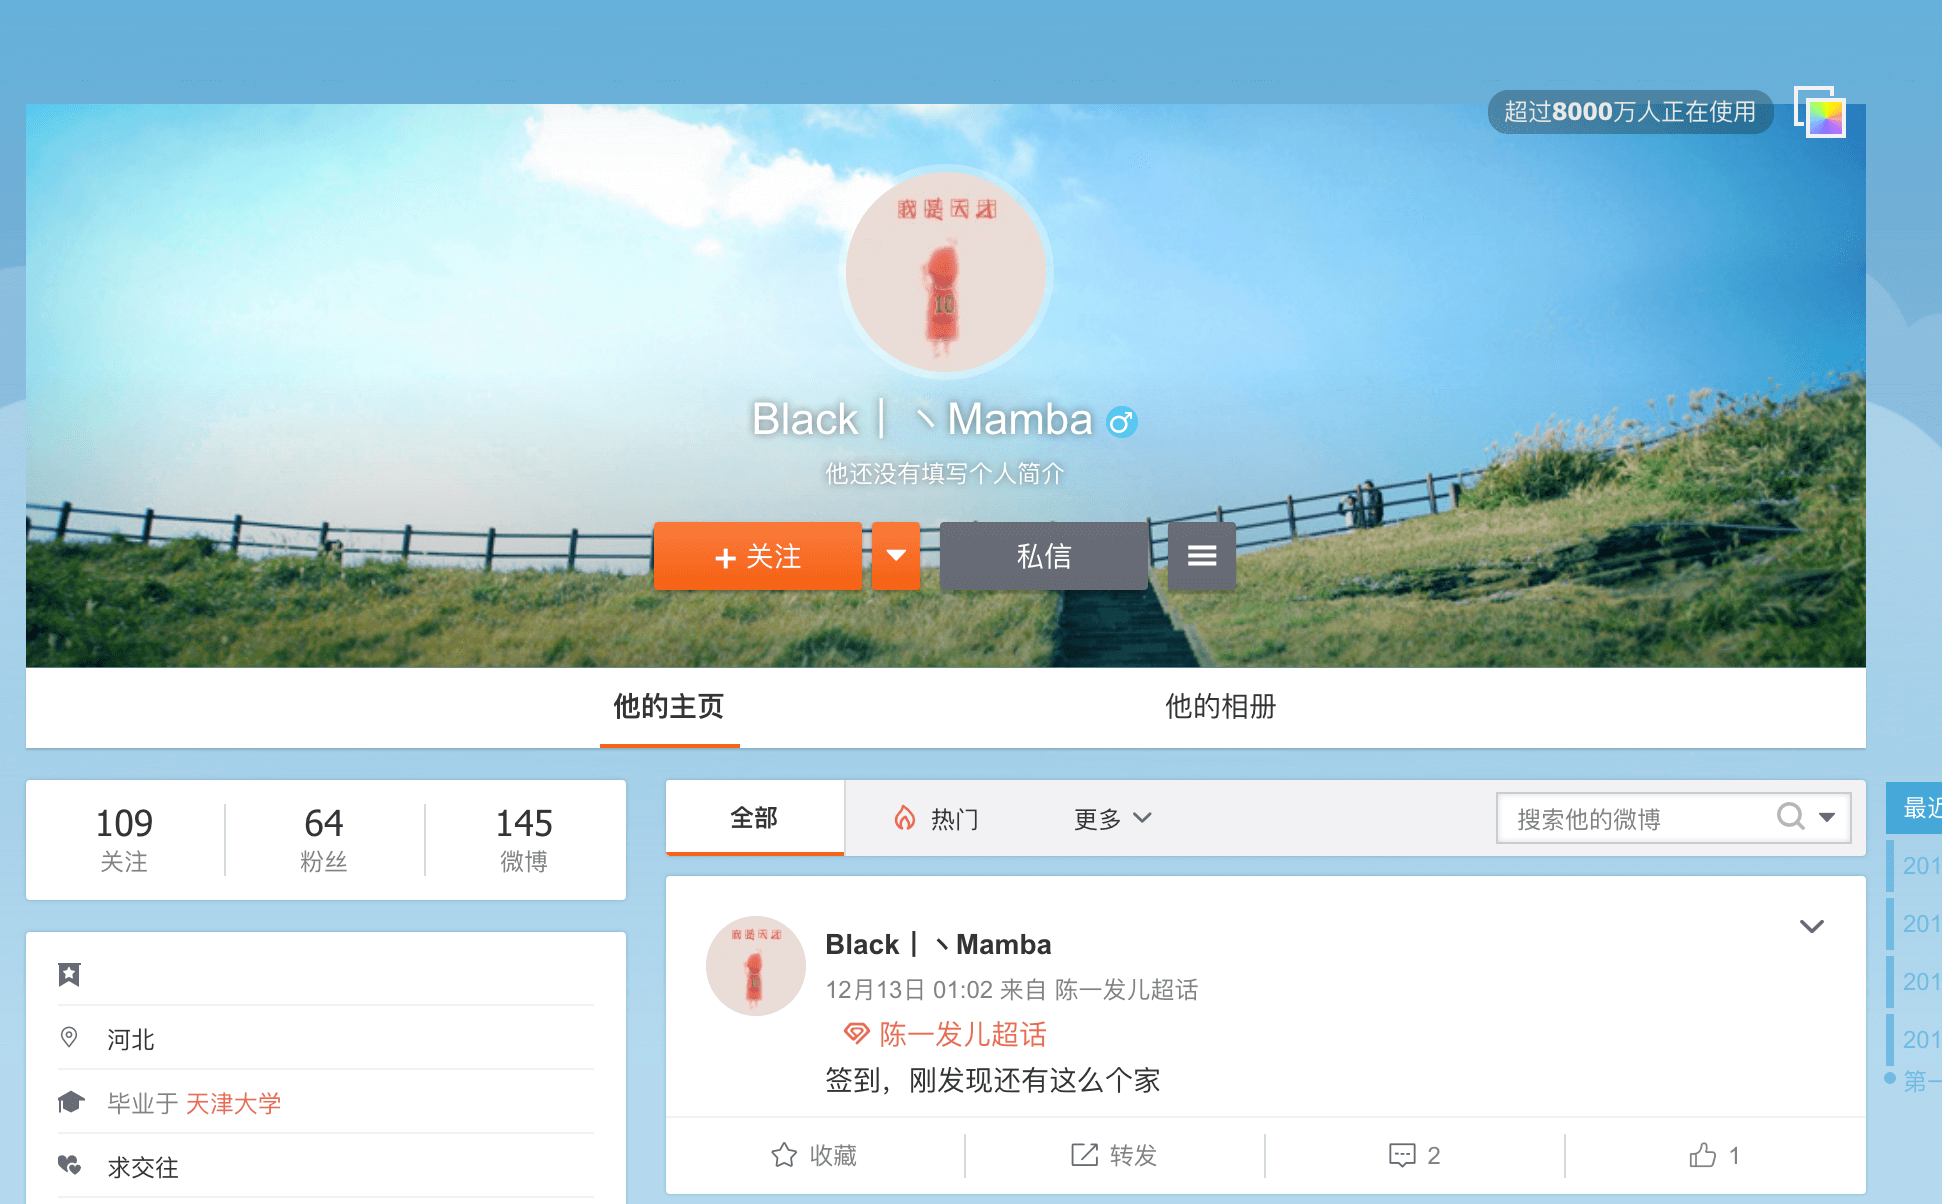 超过8000万人正在使用
我是天才
10
Black丨丶Mamba
他还没有填写个人简介
+ 关注
私信
他的主页
他的相册
109
关注
64
粉丝
145
微博
河北
毕业于 天津大学
求交往
全部
热门
更多
搜索他的微博
Black丨丶Mamba
12月13日 01:02 来自 陈一发儿超话
陈一发儿超话
签到，刚发现还有这么个家
收藏
转发
2
1
最近
201
201
201
201
第一